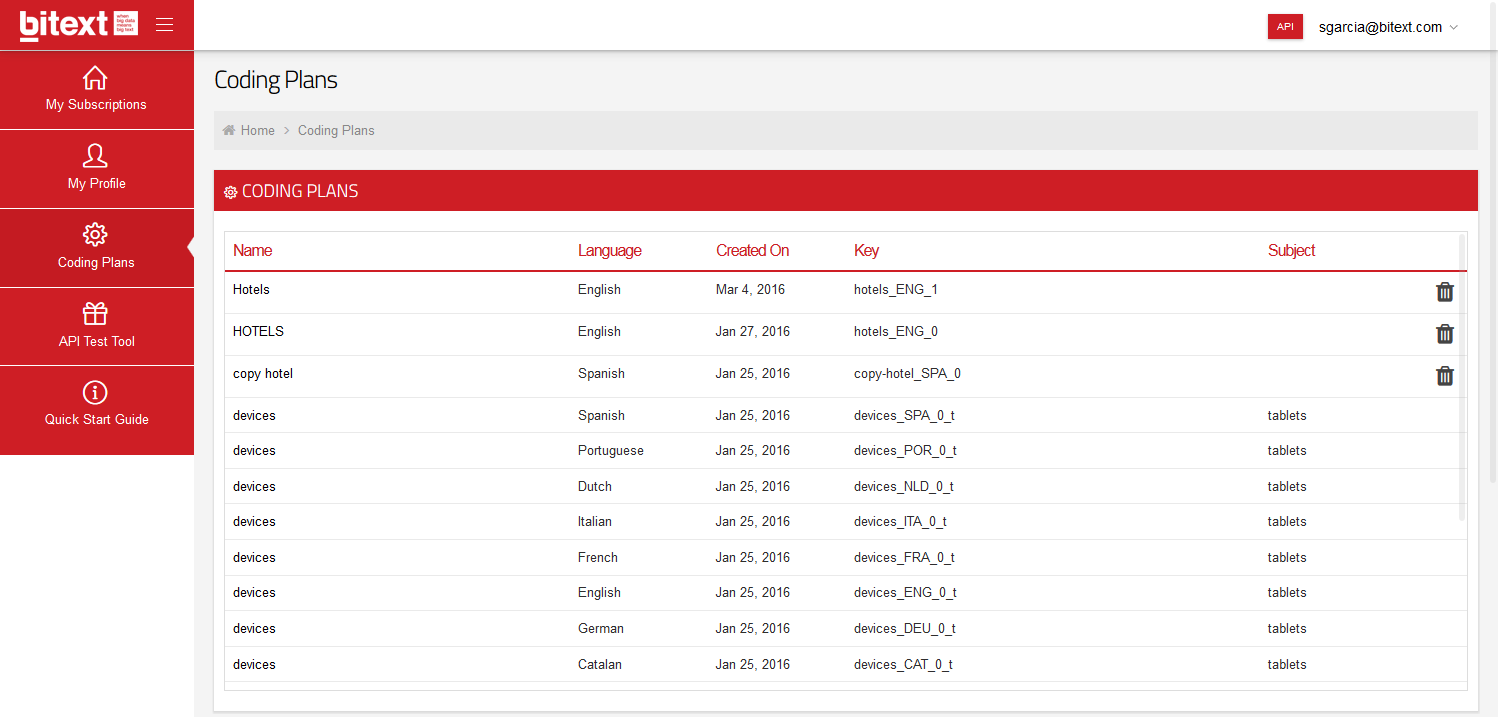 bitext when big data means big text
API sgarcia@bitext.com
My Subscriptions
My Profile
Coding Plans
API Test Tool
Quick Start Guide
Coding Plans
Home > Coding Plans
CODING PLANS
Name Language Created On Key Subject
Hotels English Mar 4, 2016 hotels_ENG_1
HOTELS English Jan 27, 2016 hotels_ENG_0
copy hotel Spanish Jan 25, 2016 copy-hotel_SPA_0
devices Spanish Jan 25, 2016 devices_SPA_0_t tablets
devices Portuguese Jan 25, 2016 devices_POR_0_t tablets
devices Dutch Jan 25, 2016 devices_NLD_0_t tablets
devices Italian Jan 25, 2016 devices_ITA_0_t tablets
devices French Jan 25, 2016 devices_FRA_0_t tablets
devices English Jan 25, 2016 devices_ENG_0_t tablets
devices German Jan 25, 2016 devices_DEU_0_t tablets
devices Catalan Jan 25, 2016 devices_CAT_0_t tablets